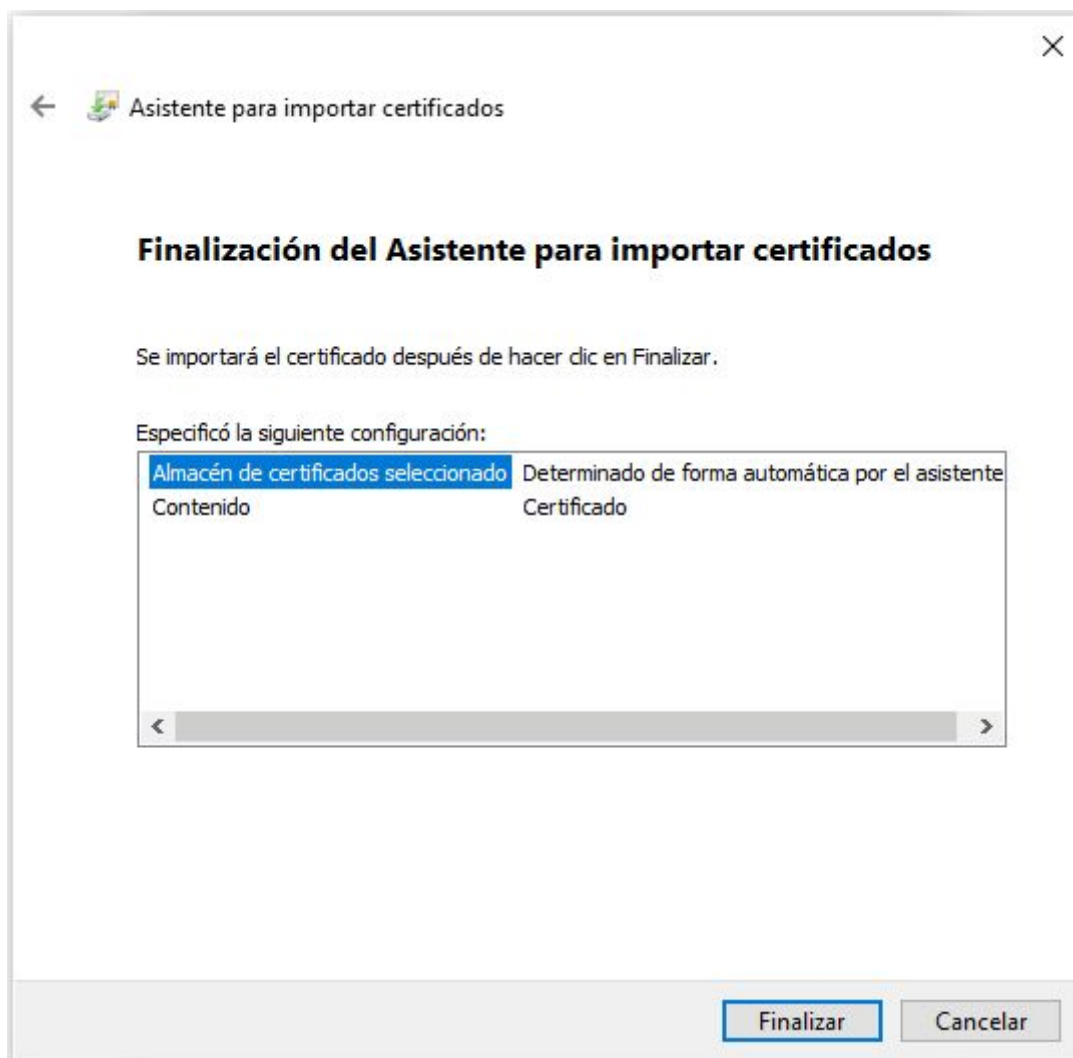 Asistente para importar certificados
Finalización del Asistente para importar certificados
Se importará el certificado después de hacer clic en Finalizar.
Especificó la siguiente configuración:
Almacén de certificados seleccionado Determinado de forma automática por el asistente
Contenido Certificado
Finalizar Cancelar